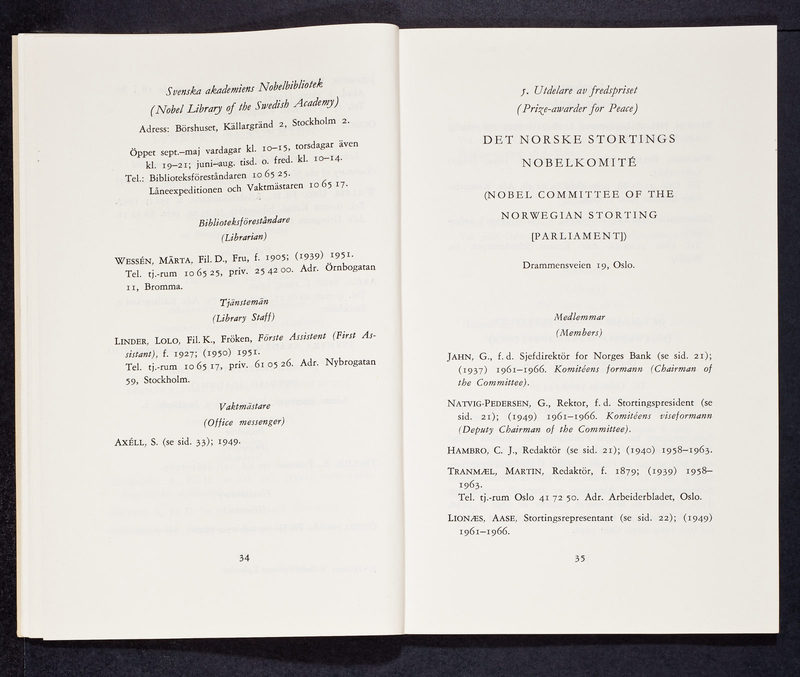 Svenska akademiens Nobelbibliotek
(Nobel Library of the Swedish Academy)
Adress: Börshuset, Källargränd 2, Stockholm 2.
Öppet sept.–maj vardagar kl. 10–15, torsdagar även
kl. 19–21; juni–aug. tisd. o. fred. kl. 10–14.
Tel.: Biblioteksföreståndaren 10 65 25.
Låneexpeditionen och Vaktmästaren 10 65 17.
Biblioteksföreståndare
(Librarian)
WESSÉN, MÄRTA, Fil. D., Fru, f. 1905; (1939) 1951.
Tel. tj.-rum 10 65 25, priv. 25 42 00. Adr. Örnbogatan
11, Bromma.
Tjänstemän
(Library Staff)
LINDER, LOLO, Fil. K., Fröken, Förste Assistent (First As-
sistant), f. 1927; (1950) 1951.
Tel. tj.-rum 10 65 17, priv. 61 05 26. Adr. Nybrogatan
59, Stockholm.
Vaktmästare
(Office messenger)
AXÉLL, S. (se sid. 33); 1949.
34
5. Utdelare av fredspriset
(Prize-awarder for Peace)
DET NORSKE STORTINGS
NOBELKOMITÉ
(NOBEL COMMITTEE OF THE
NORWEGIAN STORTING
[PARLIAMENT])
Drammensveien 19, Oslo.
Medlemmar
(Members)
JAHN, G., f. d. Sjefdirektör for Norges Bank (se sid. 21);
(1937) 1961–1966. Komitéens formann (Chairman of
the Committee).
NATVIG-PEDERSEN, G., Rektor, f. d. Stortingspresident (se
sid. 21); (1949) 1961–1966. Komitéens viseformann
(Deputy Chairman of the Committee).
HAMBRO, C. J., Redaktör (se sid. 21); (1940) 1958–1963.
TRANMÆL, MARTIN, Redaktör, f. 1879; (1939) 1958–
1963.
Tel. tj.-rum Oslo 41 72 50. Adr. Arbeiderbladet, Oslo.
LIONÆS, AASE, Stortingsrepresentant (se sid. 22); (1949)
1961–1966.
35